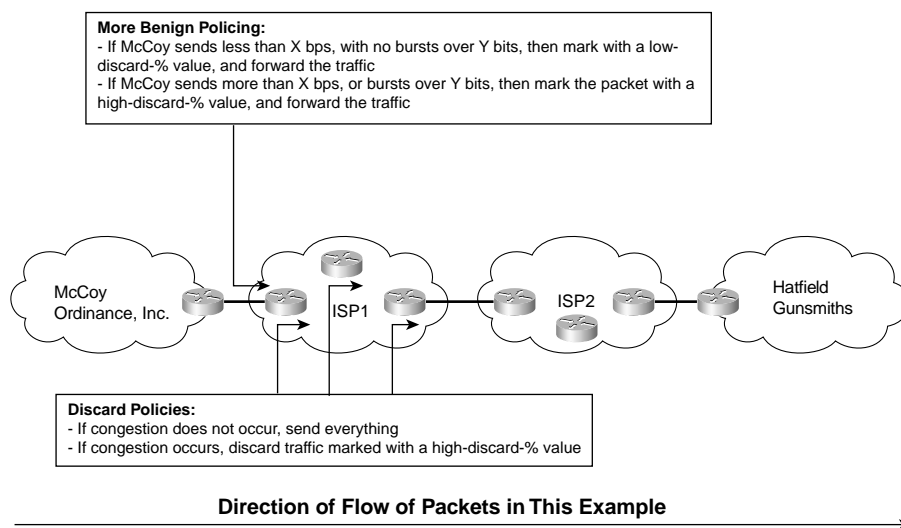 More Benign Policing:
- If McCoy sends less than X bps, with no bursts over Y bits, then mark with a low-
discard-% value, and forward the traffic
- If McCoy sends more than X bps, or bursts over Y bits, then mark the packet with a
high-discard-% value, and forward the traffic
McCoy
Ordinance, Inc.
ISP1
ISP2
Hatfield
Gunsmiths
Discard Policies:
- If congestion does not occur, send everything
- If congestion occurs, discard traffic marked with a high-discard-% value
Direction of Flow of Packets in This Example